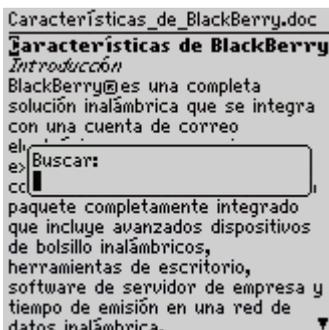 Características_de_BlackBerry.doc
Características de BlackBerry
Introducción
BlackBerry® es una completa
solución inalámbrica que se integra
con una cuenta de correo
Buscar:
paquete completamente integrado
que incluye avanzados dispositivos
de bolsillo inalámbricos,
herramientas de escritorio,
software de servidor de empresa y
tiempo de emisión en una red de
datos inalámbrica.